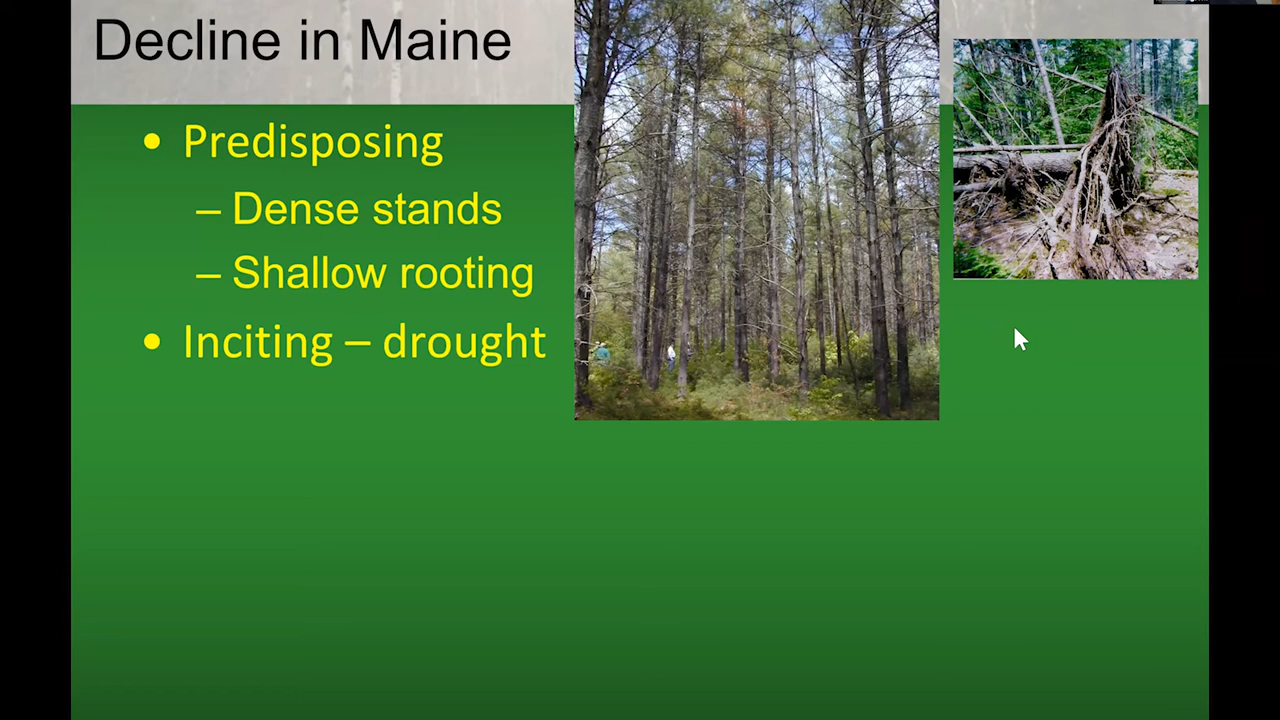 Decline in Maine
• Predisposing
– Dense stands
– Shallow rooting
• Inciting – drought